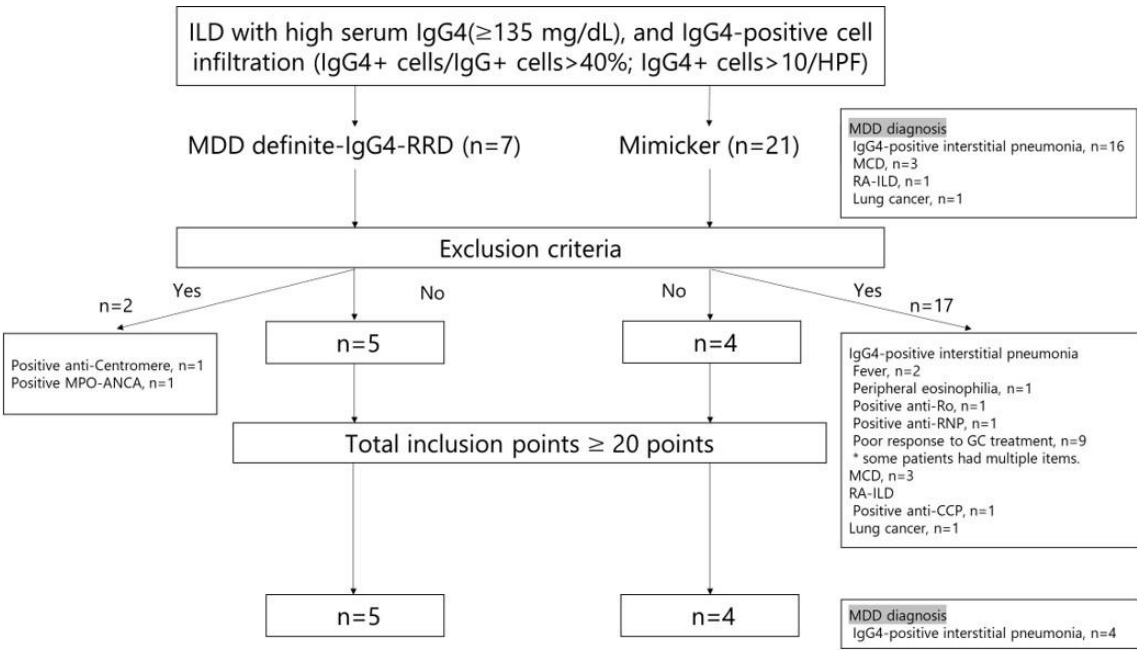 ILD with high serum IgG4(≥135 mg/dL), and IgG4-positive cell
infiltration (IgG4+ cells/IgG+ cells>40%; IgG4+ cells>10/HPF)
MDD definite-IgG4-RRD (n=7)
Mimicker (n=21)
MDD diagnosis
IgG4-positive interstitial pneumonia, n=16
MCD, n=3
RA-ILD, n=1
Lung cancer, n=1
Exclusion criteria
n=2
Yes
No
No
Yes
n=17
Positive anti-Centromere, n=1
Positive MPO-ANCA, n=1
n=5
n=4
IgG4-positive interstitial pneumonia
Fever, n=2
Peripheral eosinophilia, n=1
Positive anti-Ro, n=1
Positive anti-RNP, n=1
Poor response to GC treatment, n=9
* some patients had multiple items.
MCD, n=3
RA-ILD
Positive anti-CCP, n=1
Lung cancer, n=1
Total inclusion points ≥ 20 points
n=5
n=4
MDD diagnosis
IgG4-positive interstitial pneumonia, n=4